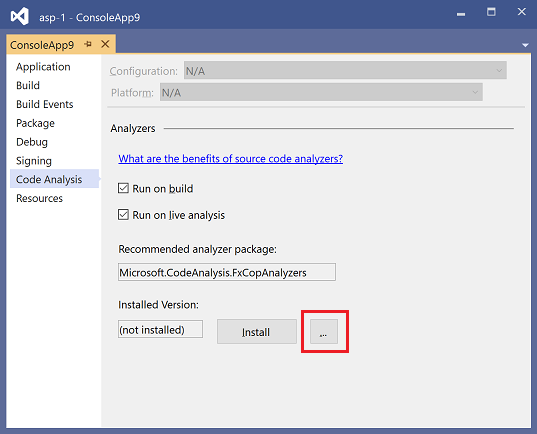 asp-1 - ConsoleApp9
ConsoleApp9
Application
Build
Build Events
Package
Debug
Signing
Code Analysis
Resources
Configuration: N/A
Platform: N/A
Analyzers
What are the benefits of source code analyzers?
Run on build
Run on live analysis
Recommended analyzer package:
Microsoft.CodeAnalysis.FxCopAnalyzers
Installed Version:
(not installed) Install ...